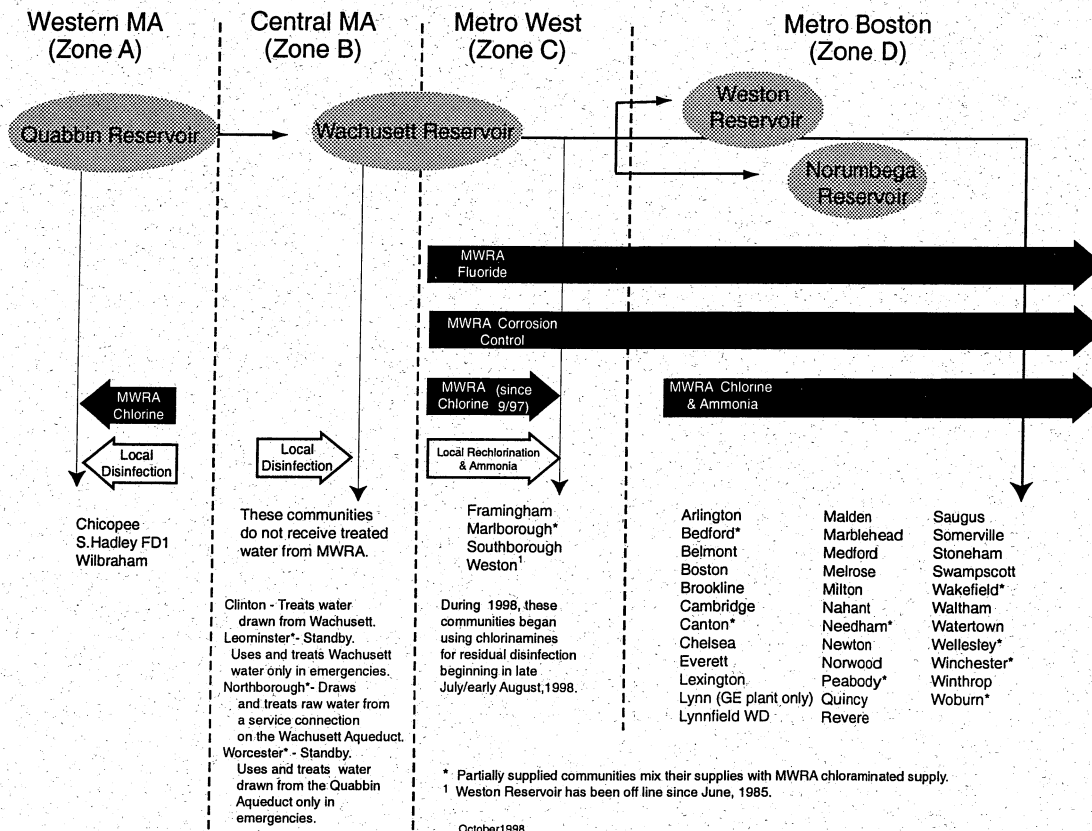 Western MA
(Zone A)
Central MA
(Zone B)
Metro West
(Zone C)
Metro Boston
(Zone D)
Quabbin Reservoir
Wachusett Reservoir
Weston
Reservoir
Norumbega
Reservoir
MWRA
Fluoride
MWRA Corrosion
Control
MWRA
Chlorine
MWRA (since
Chlorine 9/97)
MWRA Chlorine
& Ammonia
Local
Disinfection
Local
Disinfection
Local Rechlorination
& Ammonia
Chicopee
S.Hadley FD1
Wilbraham
These communities
do not receive treated
water from MWRA.
Clinton - Treats water
drawn from Wachusett.
Leominster*- Standby.
Uses and treats Wachusett
water only in emergencies.
Northborough*- Draws
and treats raw water from
a service connection
on the Wachusett Aqueduct.
Worcester* - Standby.
Uses and treats water
drawn from the Quabbin
Aqueduct only in
emergencies.
Framingham
Marlborough*
Southborough
Weston1
During 1998, these
communities began
using chlorinamines
for residual disinfection
beginning in late
July/early August,1998.
Arlington
Bedford*
Belmont
Boston
Brookline
Cambridge
Canton*
Chelsea
Everett
Lexington
Lynn (GE plant only)
Lynnfield WD
Malden
Marblehead
Medford
Melrose
Milton
Nahant
Needham*
Newton
Norwood
Peabody*
Quincy
Revere
Saugus
Somerville
Stoneham
Swampscott
Wakefield*
Waltham
Watertown
Wellesley*
Winchester*
Winthrop
Woburn*
* Partially supplied communities mix their supplies with MWRA chloraminated supply.
1 Weston Reservoir has been off line since June, 1985.
October1998